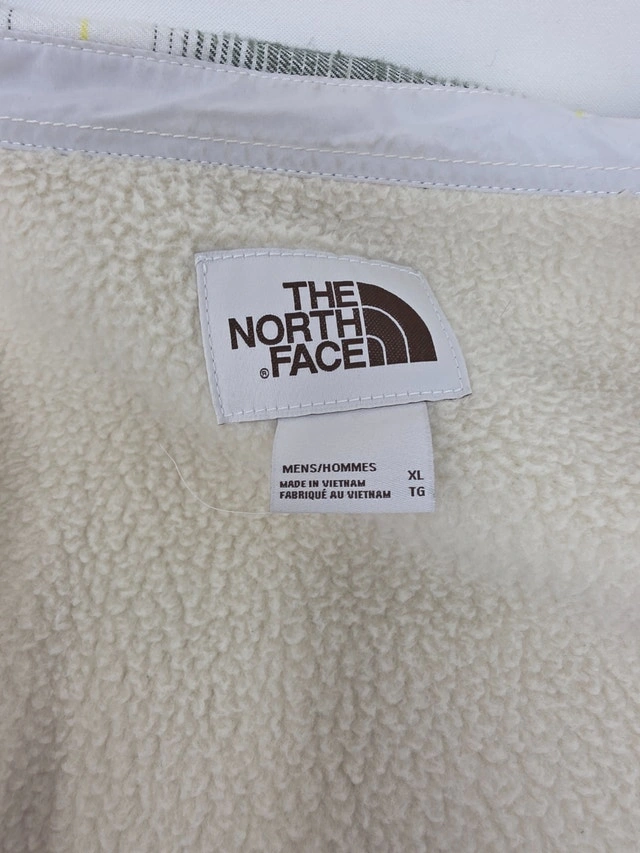 THE
NORTH
FACE
®
MENS/HOMMES
XL
MADE IN VIETNAM
FABRIQUÉ AU VIETNAM
TG